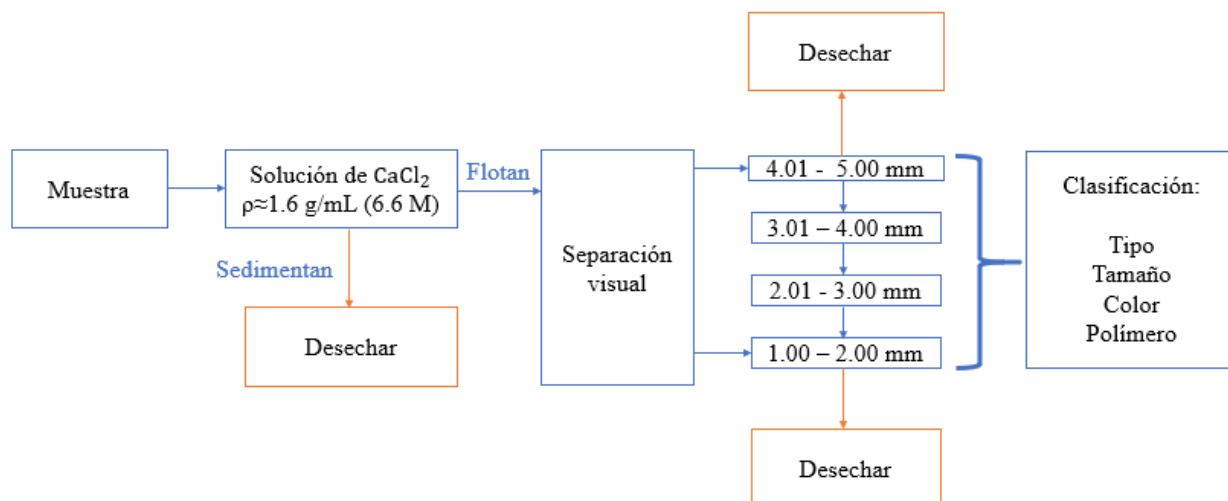 Muestra
Solución de CaCl₂
ρ≈1.6 g/mL (6.6 M)
Flotan
Sedimentan
Desechar
Separación
visual
Desechar
4.01 - 5.00 mm
3.01 – 4.00 mm
2.01 - 3.00 mm
1.00 – 2.00 mm
Desechar
Clasificación:
Tipo
Tamaño
Color
Polímero